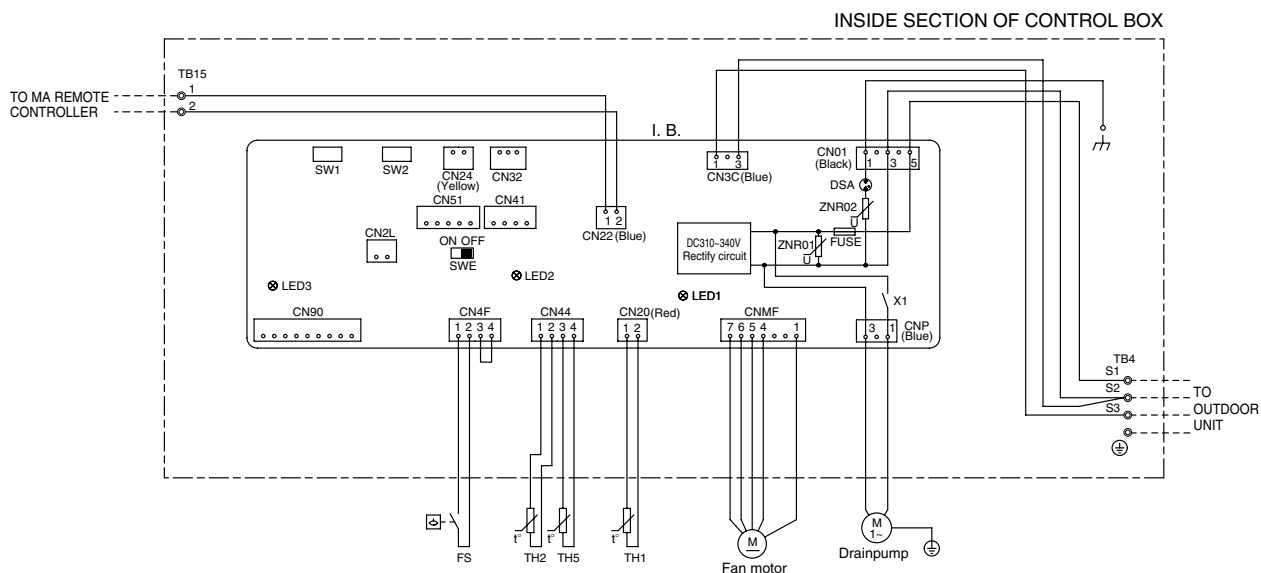 INSIDE SECTION OF CONTROL BOX
TB15
TO MA REMOTE
CONTROLLER
1
2
I. B.
SW1
SW2
CN24
(Yellow)
CN32
CN51
CN41
CN2L
ON OFF
SWE
1 2
CN22 (Blue)
1 3
CN3C(Blue)
CN01
(Black)
1 3 5
DSA
ZNR02
U
DC310~340V
Rectify circuit
ZNR01
U
FUSE
LED3
LED2
LED1
X1
CN90
CN4F
1 2 3 4
CN44
1 2 3 4
CN20(Red)
1 2
CNMF
7 6 5 4 1
3 1
CNP
(Blue)
TB4
S1
S2
S3
TO
OUTDOOR
UNIT
FS
t°
TH2
t°
TH5
t°
TH1
M
Fan motor
M
1~
Drainpump